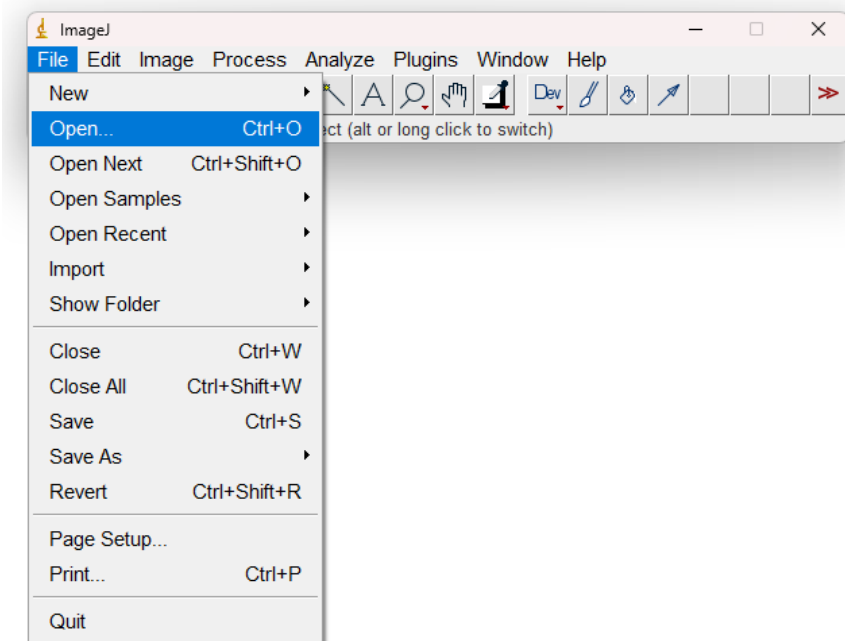 ImageJ
File Edit Image Process Analyze Plugins Window Help
A Dev
New
Open... Ctrl+O
(alt or long click to switch)
Open Next Ctrl+Shift+O
Open Samples
Open Recent
Import
Show Folder
Close Ctrl+W
Close All Ctrl+Shift+W
Save Ctrl+S
Save As
Revert Ctrl+Shift+R
Page Setup...
Print... Ctrl+P
Quit